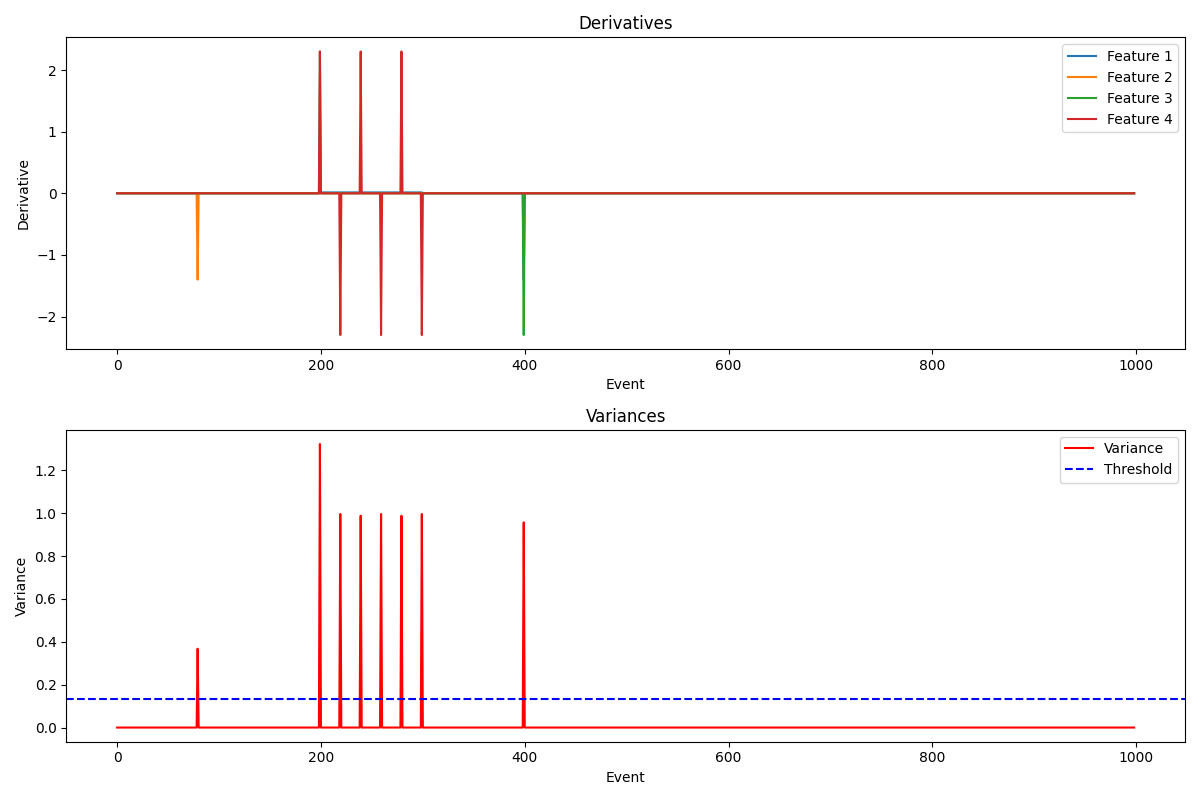 Derivatives
Derivative
2
1
0
−1
−2
Feature 1
Feature 2
Feature 3
Feature 4
0
200
400
600
800
1000
Event
Variances
Variance
1.2
1.0
0.8
0.6
0.4
0.2
0.0
Variance
Threshold
0
200
400
600
800
1000
Event